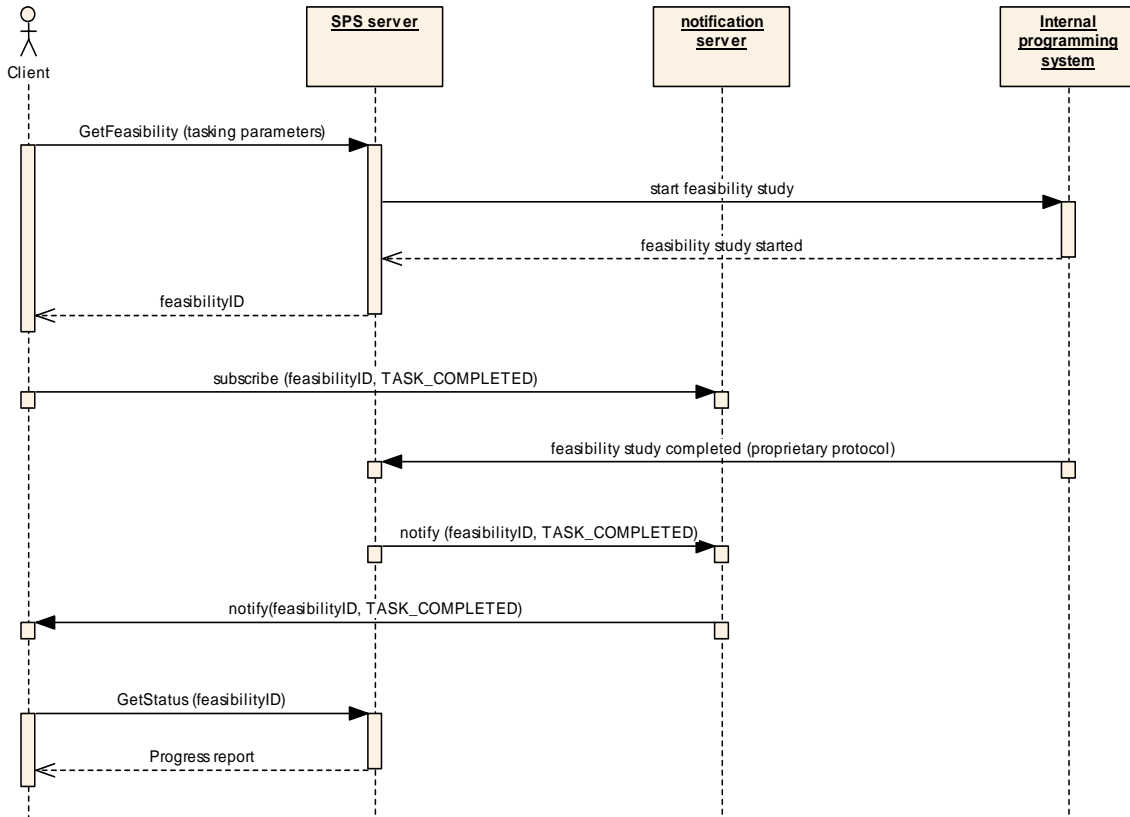 SPS server
notification
server
Internal
programming
system
Client
GetFeasibility (tasking parameters)
start feasibility study
feasibility study started
feasibilityID
subscribe (feasibilityID, TASK_COMPLETED)
feasibility study completed (proprietary protocol)
notify (feasibilityID, TASK_COMPLETED)
notify(feasibilityID, TASK_COMPLETED)
GetStatus (feasibilityID)
Progress report